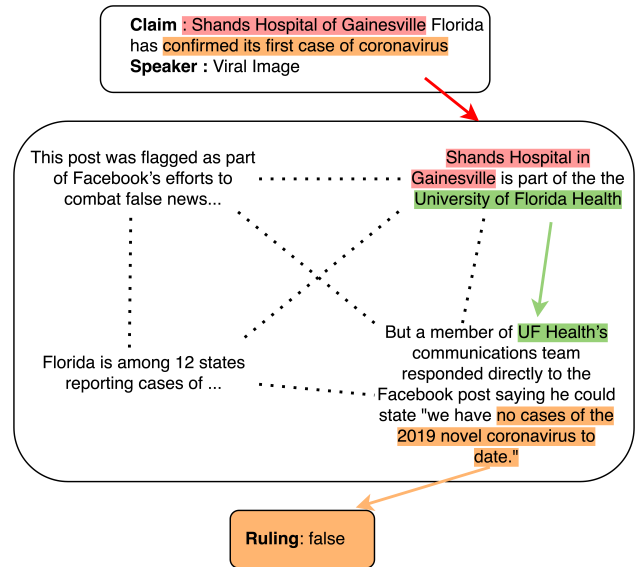 Claim : Shands Hospital of Gainesville Florida
has confirmed its first case of coronavirus
Speaker : Viral Image
This post was flagged as part
of Facebook's efforts to
combat false news...
Shands Hospital in
Gainesville is part of the the
University of Florida Health
Florida is among 12 states
reporting cases of ...
But a member of UF Health's
communications team
responded directly to the
Facebook post saying he could
state "we have no cases of the
2019 novel coronavirus to
date."
Ruling: false